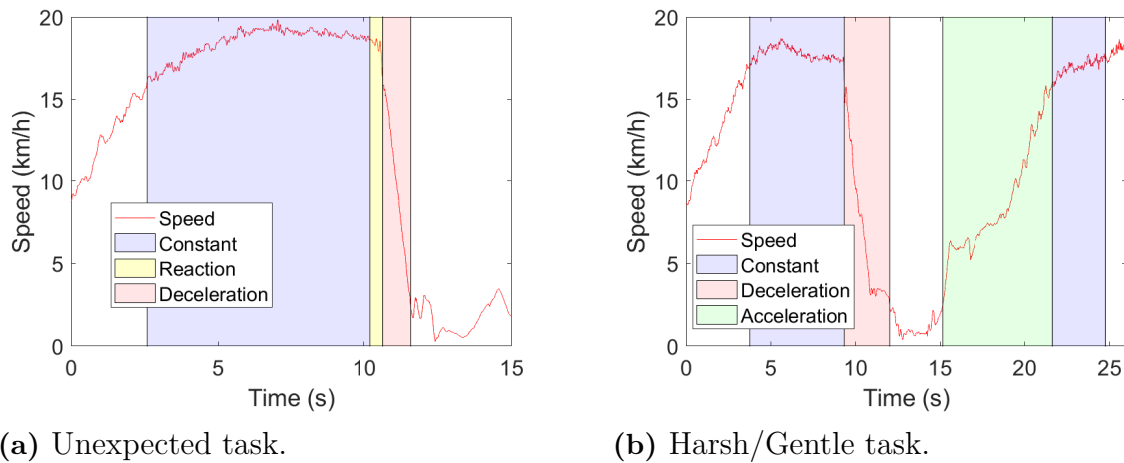 20
15
10
5
0
Speed (km/h)
Speed
Constant
Reaction
Deceleration
0 5 10 15
Time (s)
(a) Unexpected task.
20
15
10
5
0
Speed (km/h)
Speed
Constant
Deceleration
Acceleration
0 5 10 15 20 25
Time (s)
(b) Harsh/Gentle task.